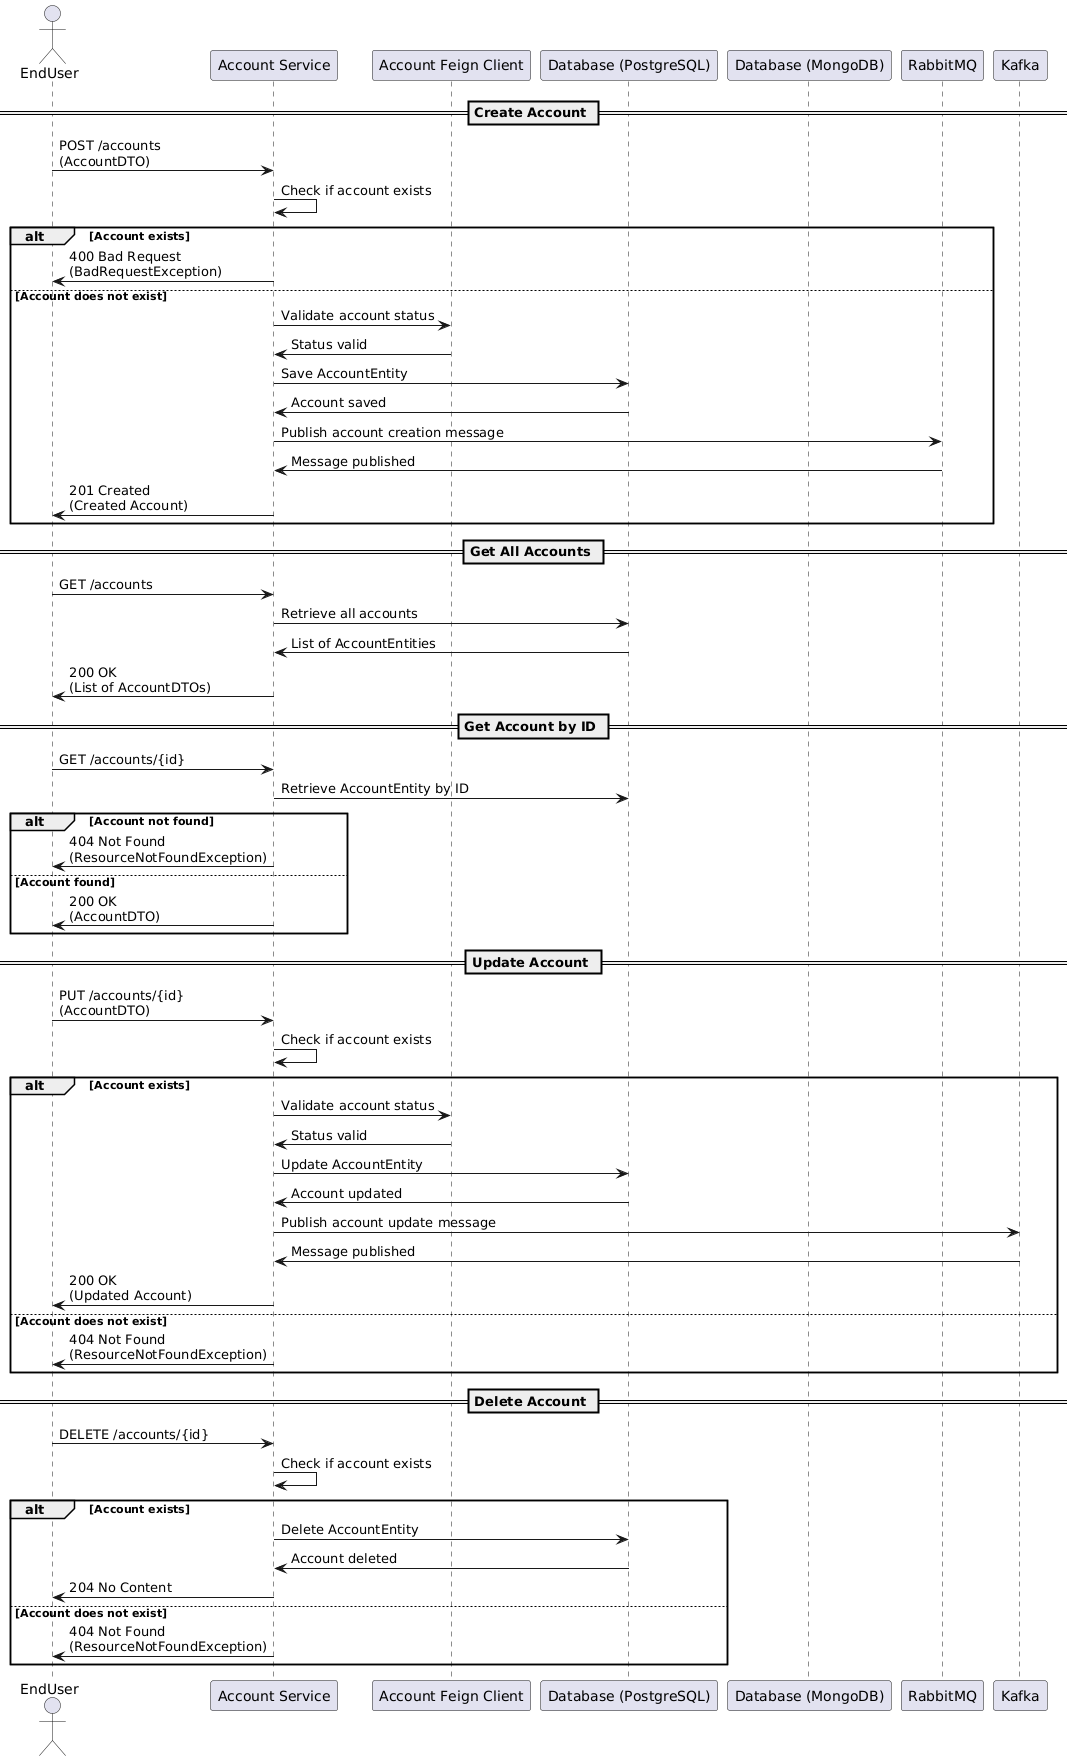 EndUser
Account Service
Account Feign Client
Database (PostgreSQL)
Database (MongoDB)
RabbitMQ
Kafka
Create Account
POST /accounts
(AccountDTO)
Check if account exists
alt
[Account exists]
400 Bad Request
(BadRequestException)
[Account does not exist]
Validate account status
Status valid
Save AccountEntity
Account saved
Publish account creation message
Message published
201 Created
(Created Account)
Get All Accounts
GET /accounts
Retrieve all accounts
List of AccountEntities
200 OK
(List of AccountDTOs)
Get Account by ID
GET /accounts/{id}
Retrieve AccountEntity by ID
alt
[Account not found]
404 Not Found
(ResourceNotFoundException)
[Account found]
200 OK
(AccountDTO)
Update Account
PUT /accounts/{id}
(AccountDTO)
Check if account exists
alt
[Account exists]
Validate account status
Status valid
Update AccountEntity
Account updated
Publish account update message
Message published
200 OK
(Updated Account)
[Account does not exist]
404 Not Found
(ResourceNotFoundException)
Delete Account
DELETE /accounts/{id}
Check if account exists
alt
[Account exists]
Delete AccountEntity
Account deleted
204 No Content
[Account does not exist]
404 Not Found
(ResourceNotFoundException)
EndUser
Account Service
Account Feign Client
Database (PostgreSQL)
Database (MongoDB)
RabbitMQ
Kafka